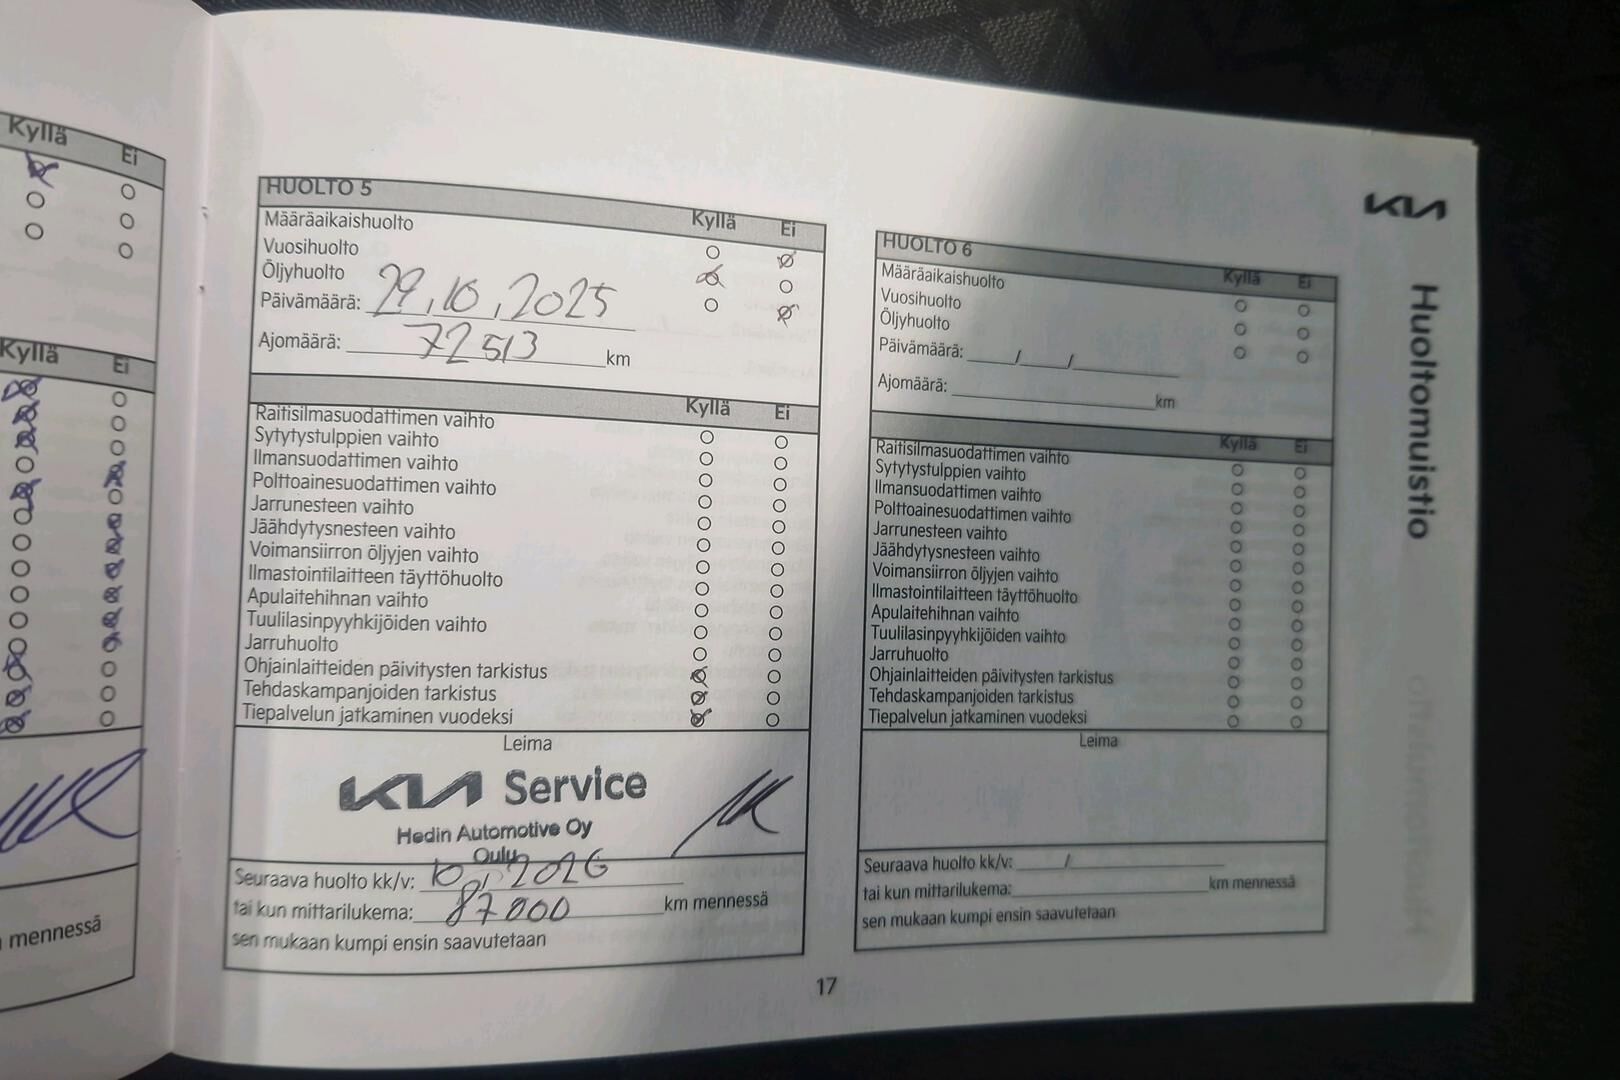 Kyllä Ei
Kyllä Ei
mennessä
HUOLTO 5
Kyllä Ei
Määräaikaishuolto
Vuosihuolto
Öljyhuolto
Päivämäärä: 29.10.2025
Ajomäärä: 72513 km
Kyllä Ei
Raitisilmasuodattimen vaihto
Sytytystulppien vaihto
Ilmansuodattimen vaihto
Polttoainesuodattimen vaihto
Jarrunesteen vaihto
Jäähdytysnesteen vaihto
Voimansiirron öljyjen vaihto
Ilmastointilaitteen täyttöhuolto
Apulaitehihnan vaihto
Tuulilasinpyyhkijöiden vaihto
Jarruhuolto
Ohjainlaitteiden päivitysten tarkistus
Tehdaskampanjoiden tarkistus
Tiepalvelun jatkaminen vuodeksi
Leima
KIA Service
Hedin Automotive Oy
Oulu
Seuraava huolto kk/v: 10 / 2026
tai kun mittarilukema: 87000 km mennessä
sen mukaan kumpi ensin saavutetaan
HUOLTO 6
Kyllä Ei
Määräaikaishuolto
Vuosihuolto
Öljyhuolto
Päivämäärä: / /
Ajomäärä: km
Kyllä Ei
Raitisilmasuodattimen vaihto
Sytytystulppien vaihto
Ilmansuodattimen vaihto
Polttoainesuodattimen vaihto
Jarrunesteen vaihto
Jäähdytysnesteen vaihto
Voimansiirron öljyjen vaihto
Ilmastointilaitteen täyttöhuolto
Apulaitehihnan vaihto
Tuulilasinpyyhkijöiden vaihto
Jarruhuolto
Ohjainlaitteiden päivitysten tarkistus
Tehdaskampanjoiden tarkistus
Tiepalvelun jatkaminen vuodeksi
Leima
Seuraava huolto kk/v: /
tai kun mittarilukema: km mennessä
sen mukaan kumpi ensin saavutetaan
KIA
Huoltomuistio
17